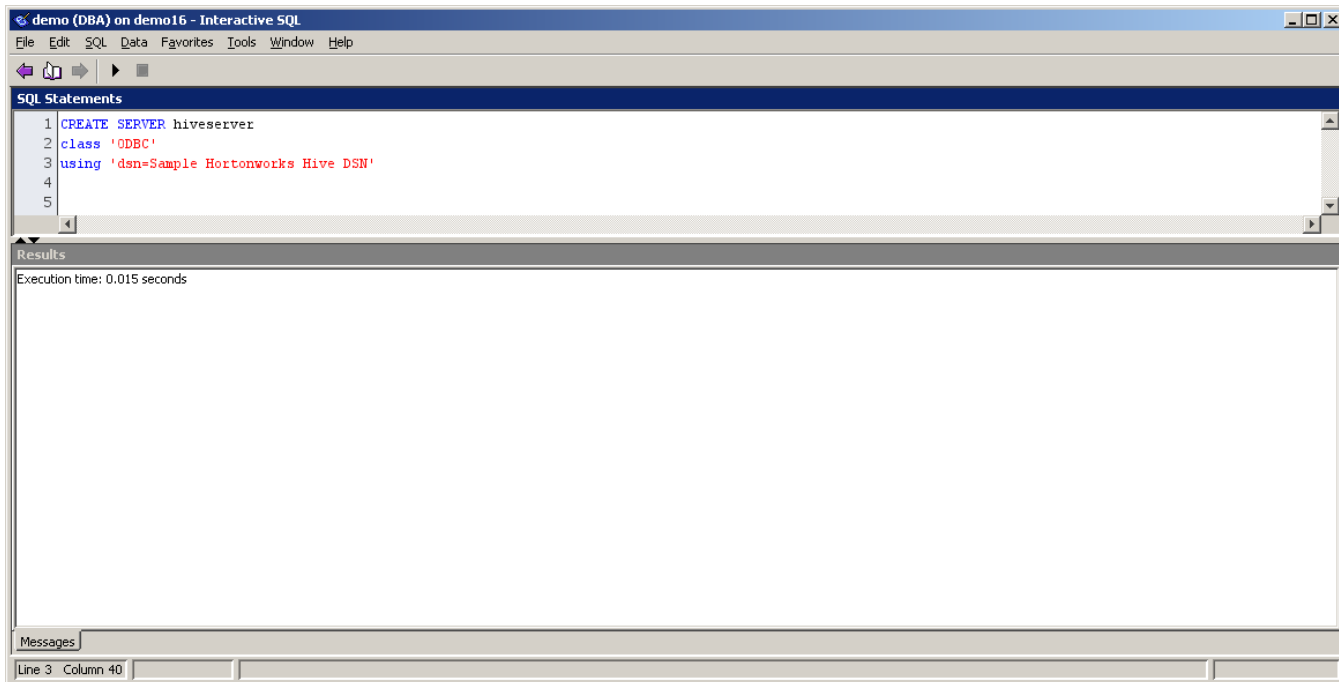 demo (DBA) on demo16 - Interactive SQL
File Edit SQL Data Favorites Tools Window Help
SQL Statements
1 CREATE SERVER hiveserver
2 class 'ODBC'
3 using 'dsn=Sample Hortonworks Hive DSN'
4
5
Results
Execution time: 0.015 seconds
Messages
Line 3 Column 40